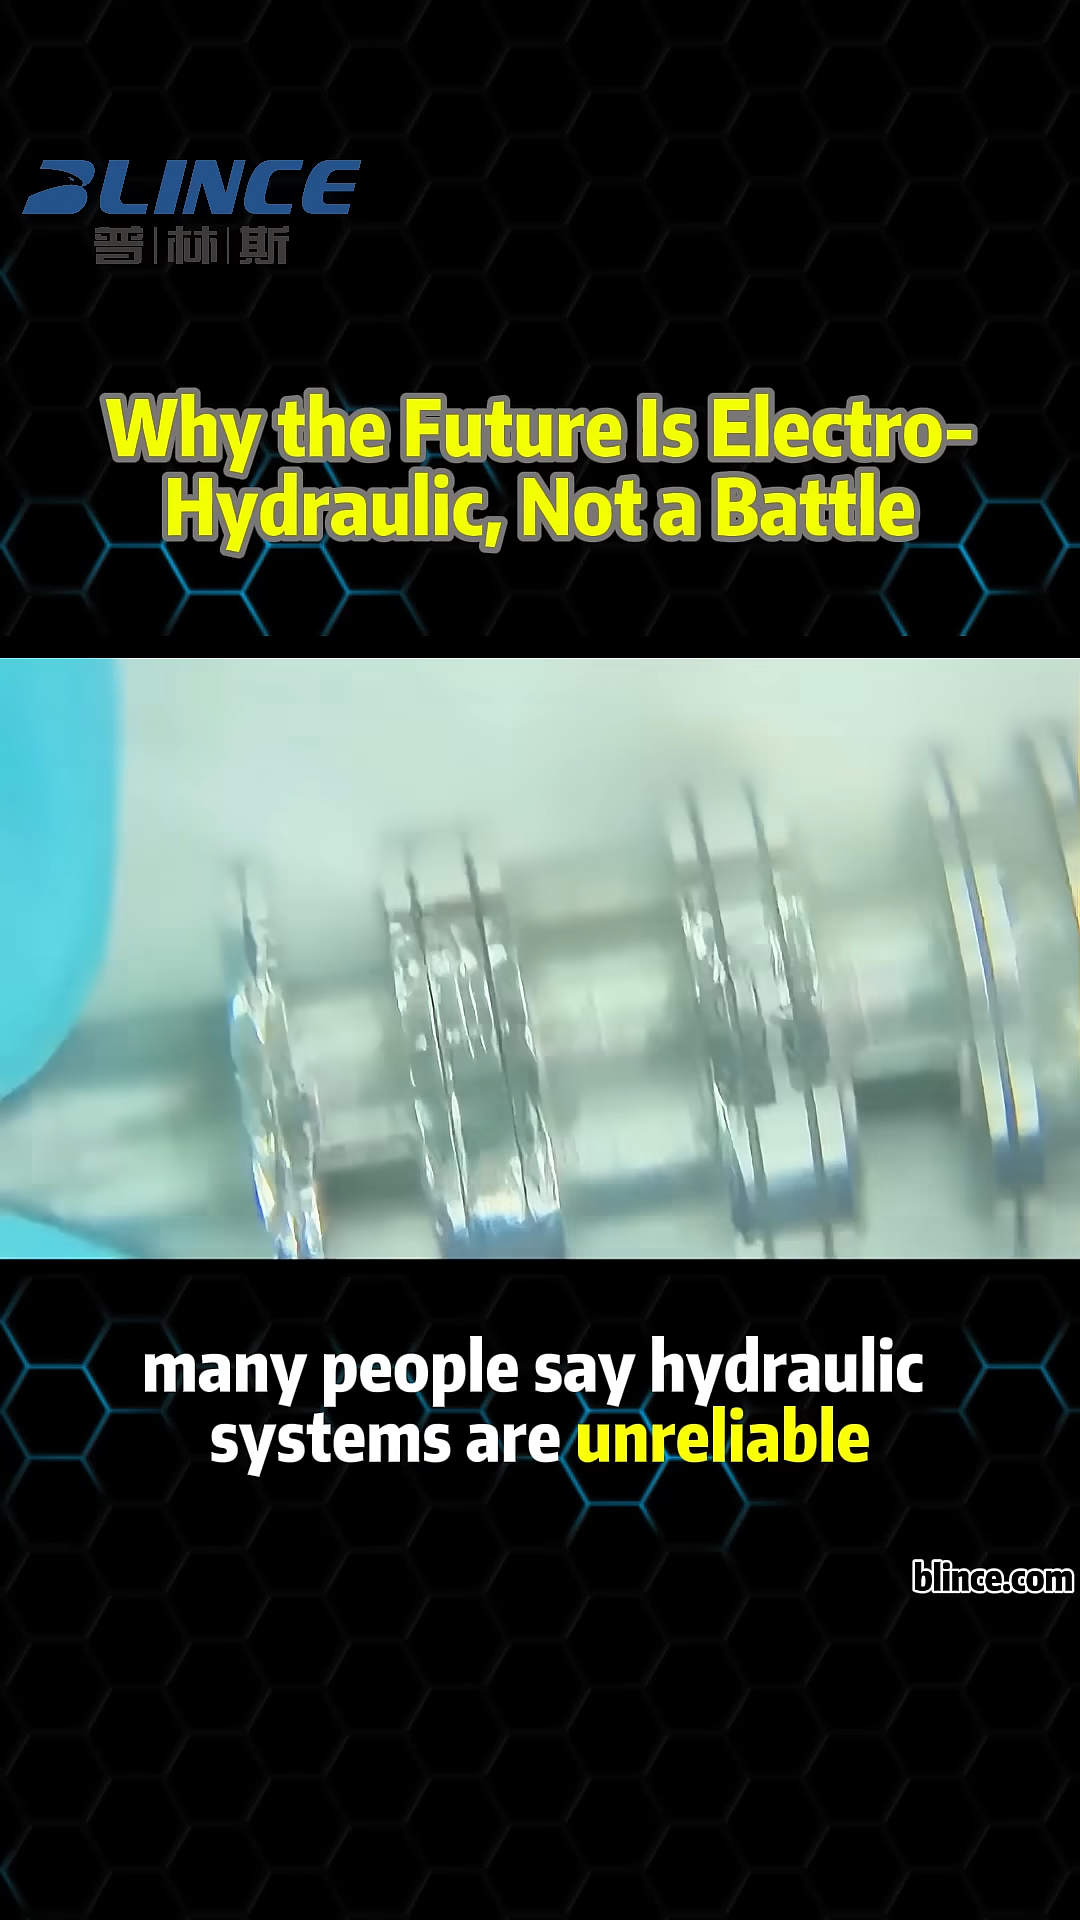 BLINCE
普|林|斯
Why the Future Is Electro-
Hydraulic, Not a Battle
many people say hydraulic
systems are unreliable
blince.com